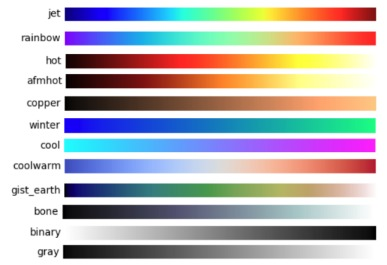 jet
rainbow
hot
afmhot
copper
winter
cool
coolwarm
gist_earth
bone
binary
gray